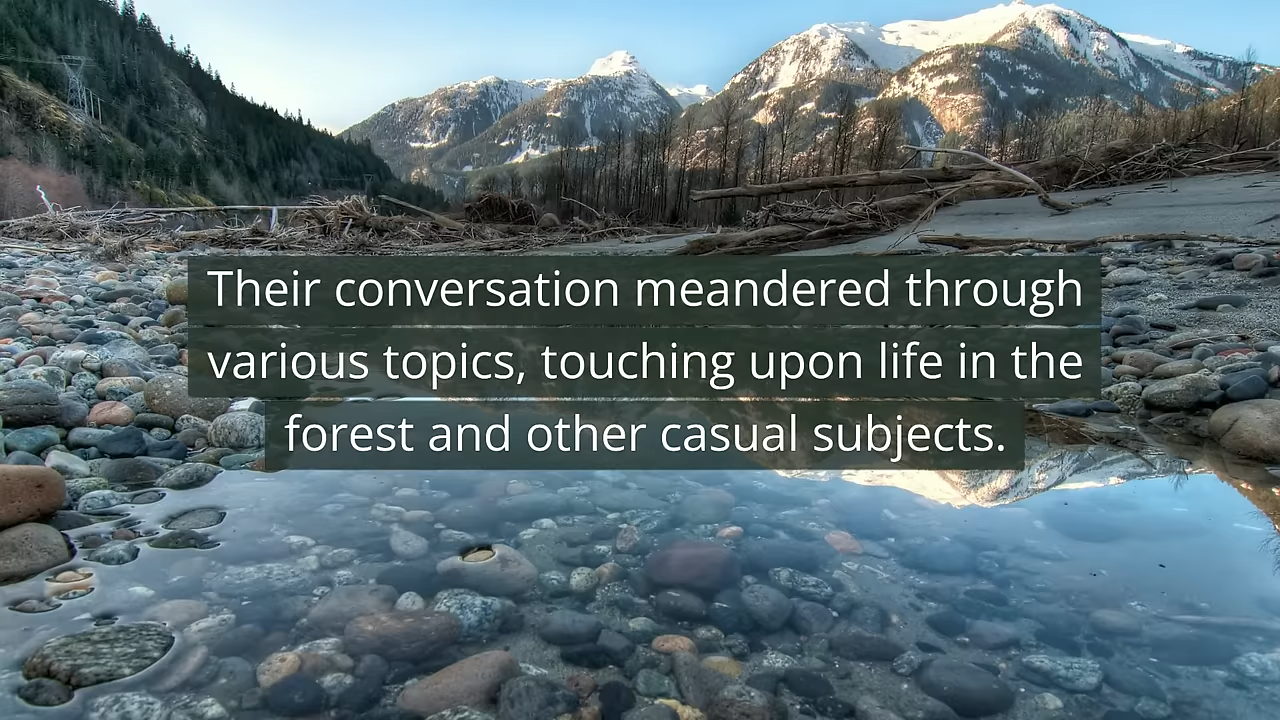 Their conversation meandered through
various topics, touching upon life in the
forest and other casual subjects.